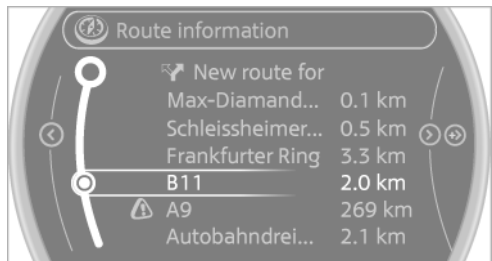 Route information
New route for
Max-Diamand... 0.1 km
Schleissheimer... 0.5 km
Frankfurter Ring 3.3 km
B11 2.0 km
A9 269 km
Autobahndrei... 2.1 km